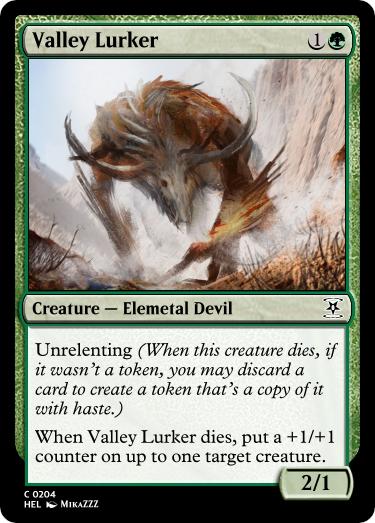 Valley Lurker 1
Creature — Elemetal Devil
Unrelenting (When this creature dies, if
it wasn't a token, you may discard a
card to create a token that's a copy of it
with haste.)
When Valley Lurker dies, put a +1/+1
counter on up to one target creature.
2/1
C 0204
HEL MIKAZZZ